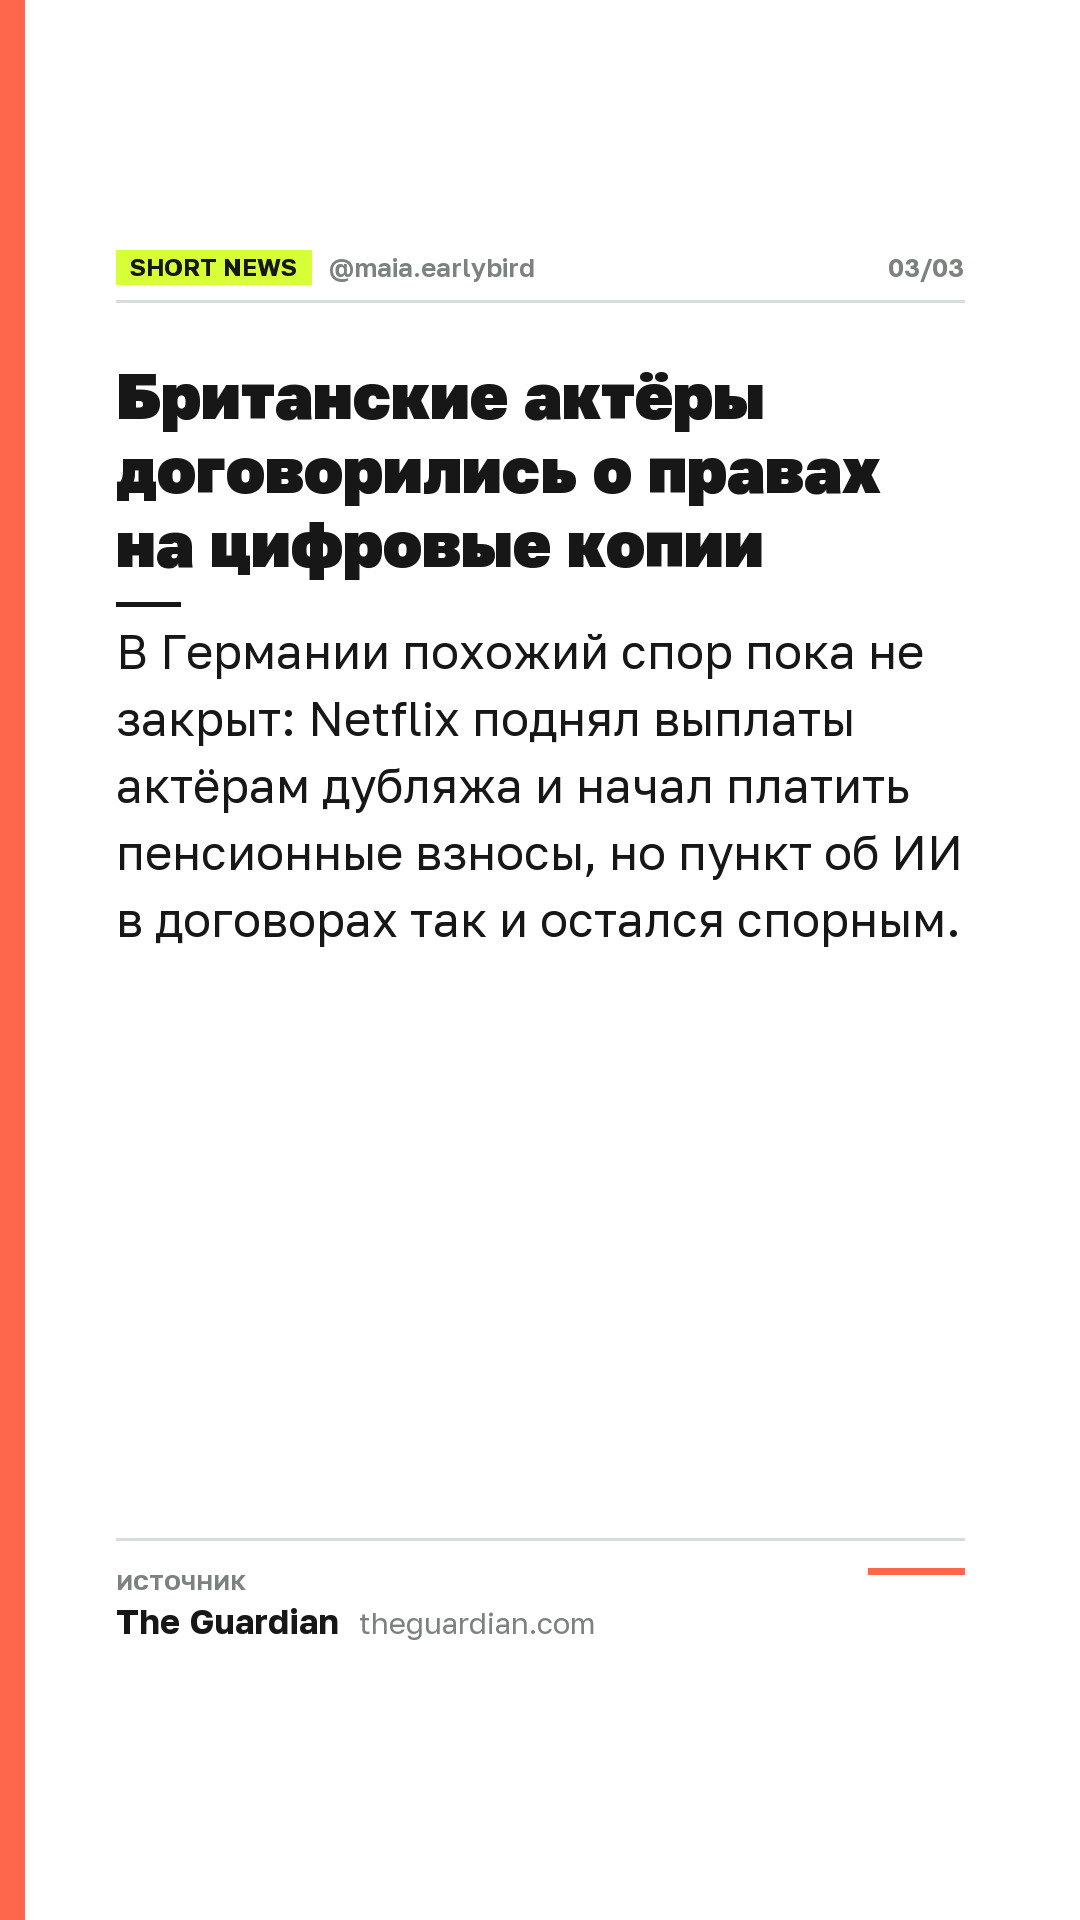 SHORT NEWS @maia.earlybird 03/03
Британские актёры
договорились о правах
на цифровые копии
В Германии похожий спор пока не
закрыт: Netflix поднял выплаты
актёрам дубляжа и начал платить
пенсионные взносы, но пункт об ИИ
в договорах так и остался спорным.
источник
The Guardian theguardian.com